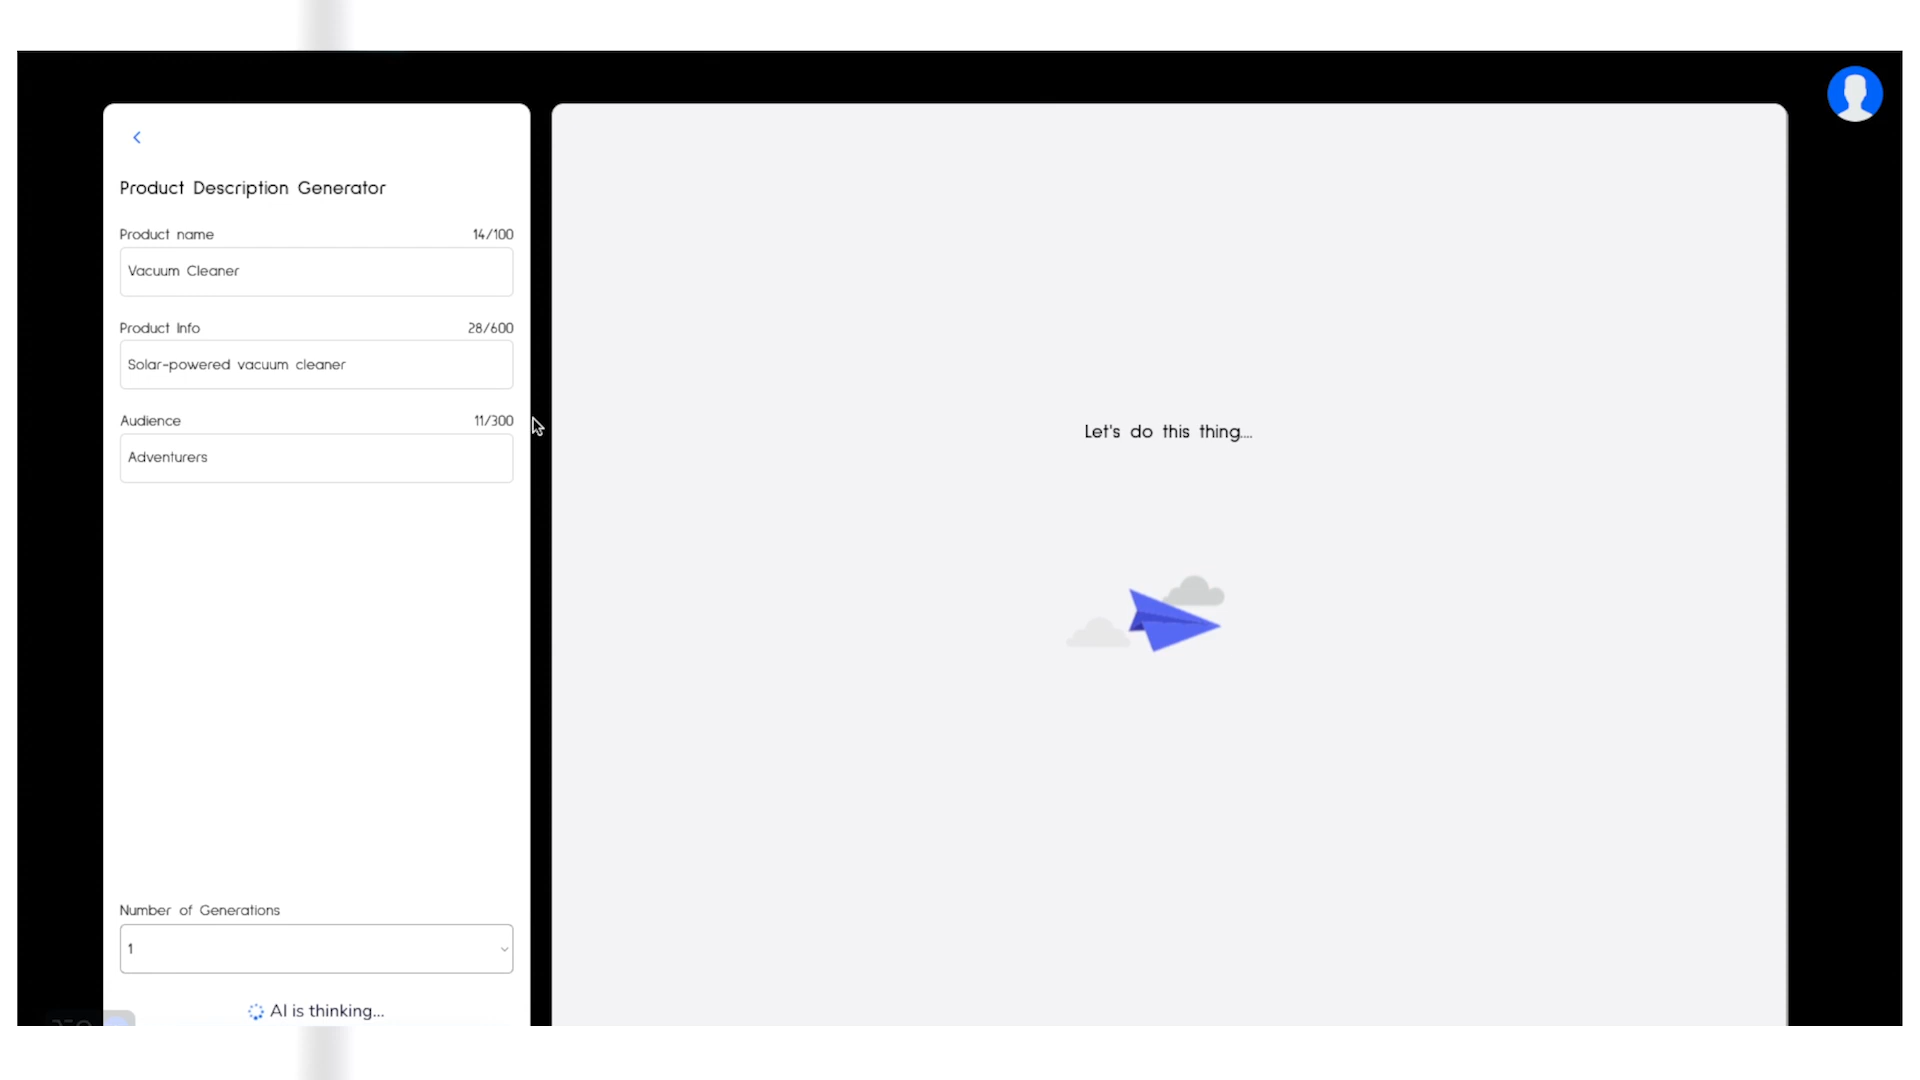 Product Description Generator
Product name 14/100
Vacuum Cleaner
Product Info 28/600
Solar-powered vacuum cleaner
Audience 11/300
Adventurers
Let's do this thing....
Number of Generations
1
AI is thinking...